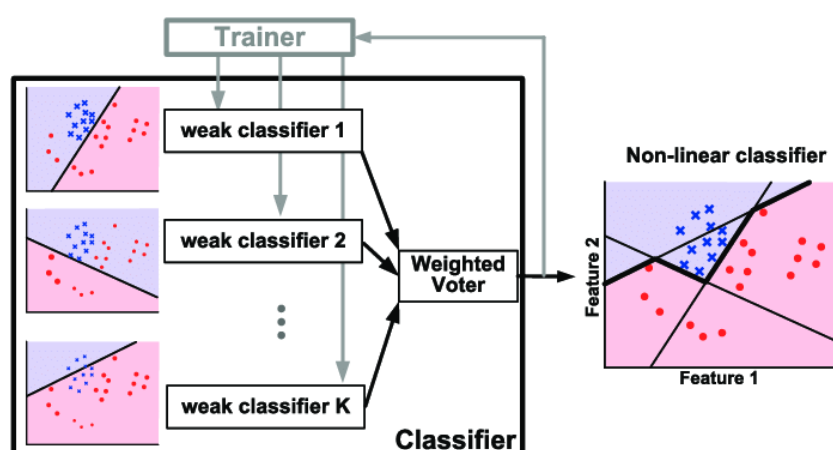 Trainer
weak classifier 1
weak classifier 2
weak classifier K
Weighted
Voter
Classifier
Non-linear classifier
Feature 2
Feature 1